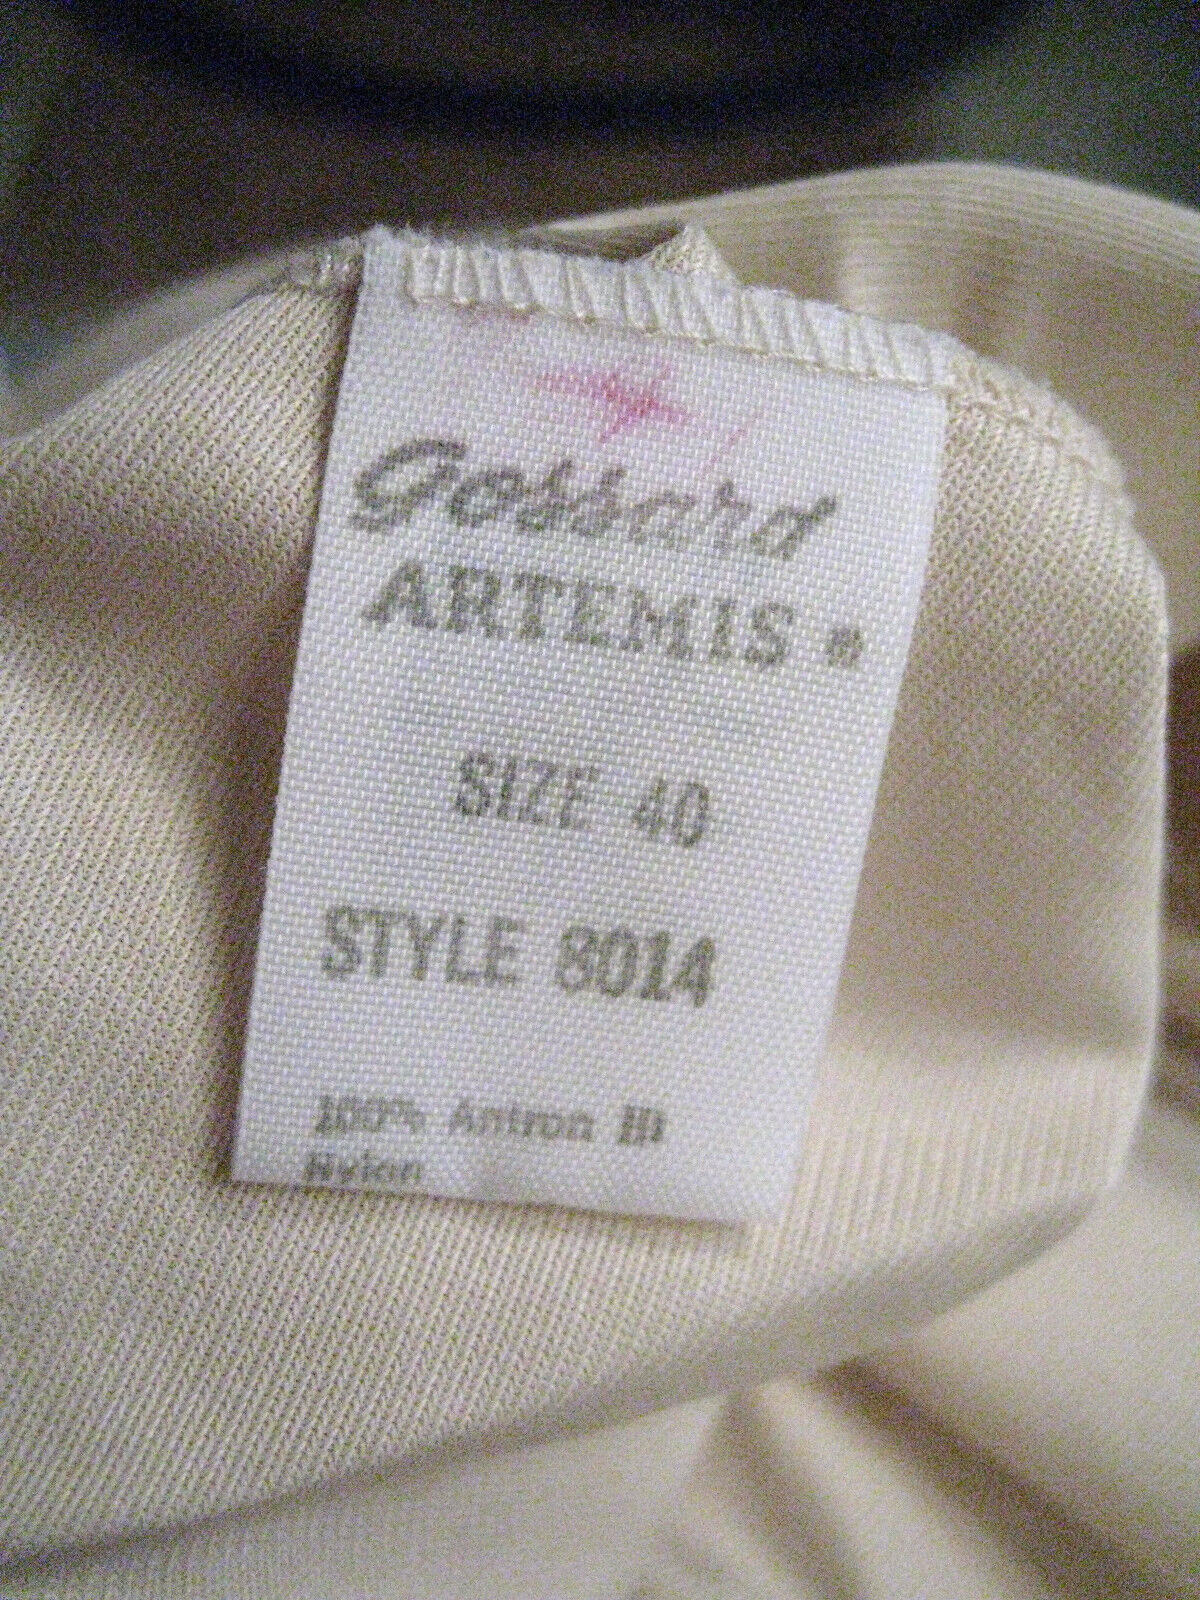 Gossard
ARTEMIS ®
SIZE 40
STYLE 8014
100% Antron III
Nylon